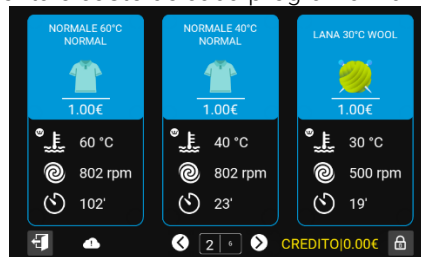 NORMALE 60°C
NORMAL
1.00€
60 °C
802 rpm
102'
NORMALE 40°C
NORMAL
1.00€
40 °C
802 rpm
23'
LANA 30°C WOOL
1.00€
30 °C
500 rpm
19'
2 6
CREDITO|0.00€